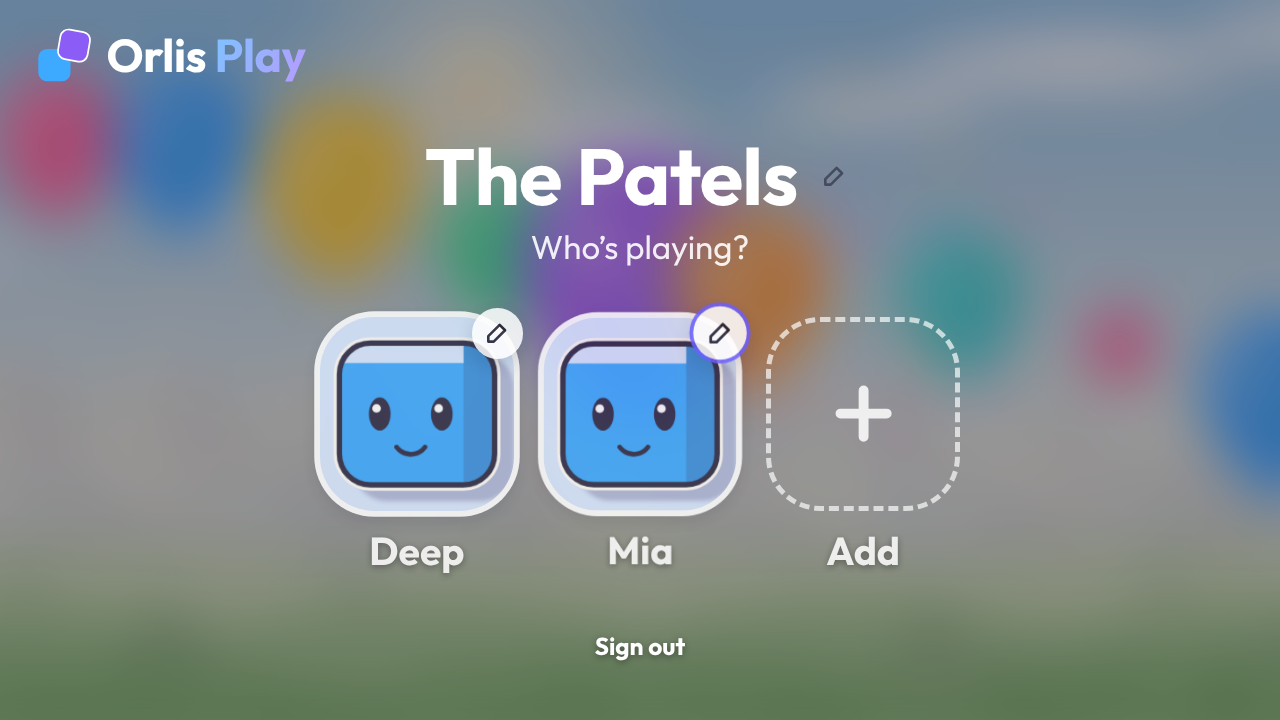 Orlis Play
The Patels
Who’s playing?
Deep
Mia
Add
Sign out